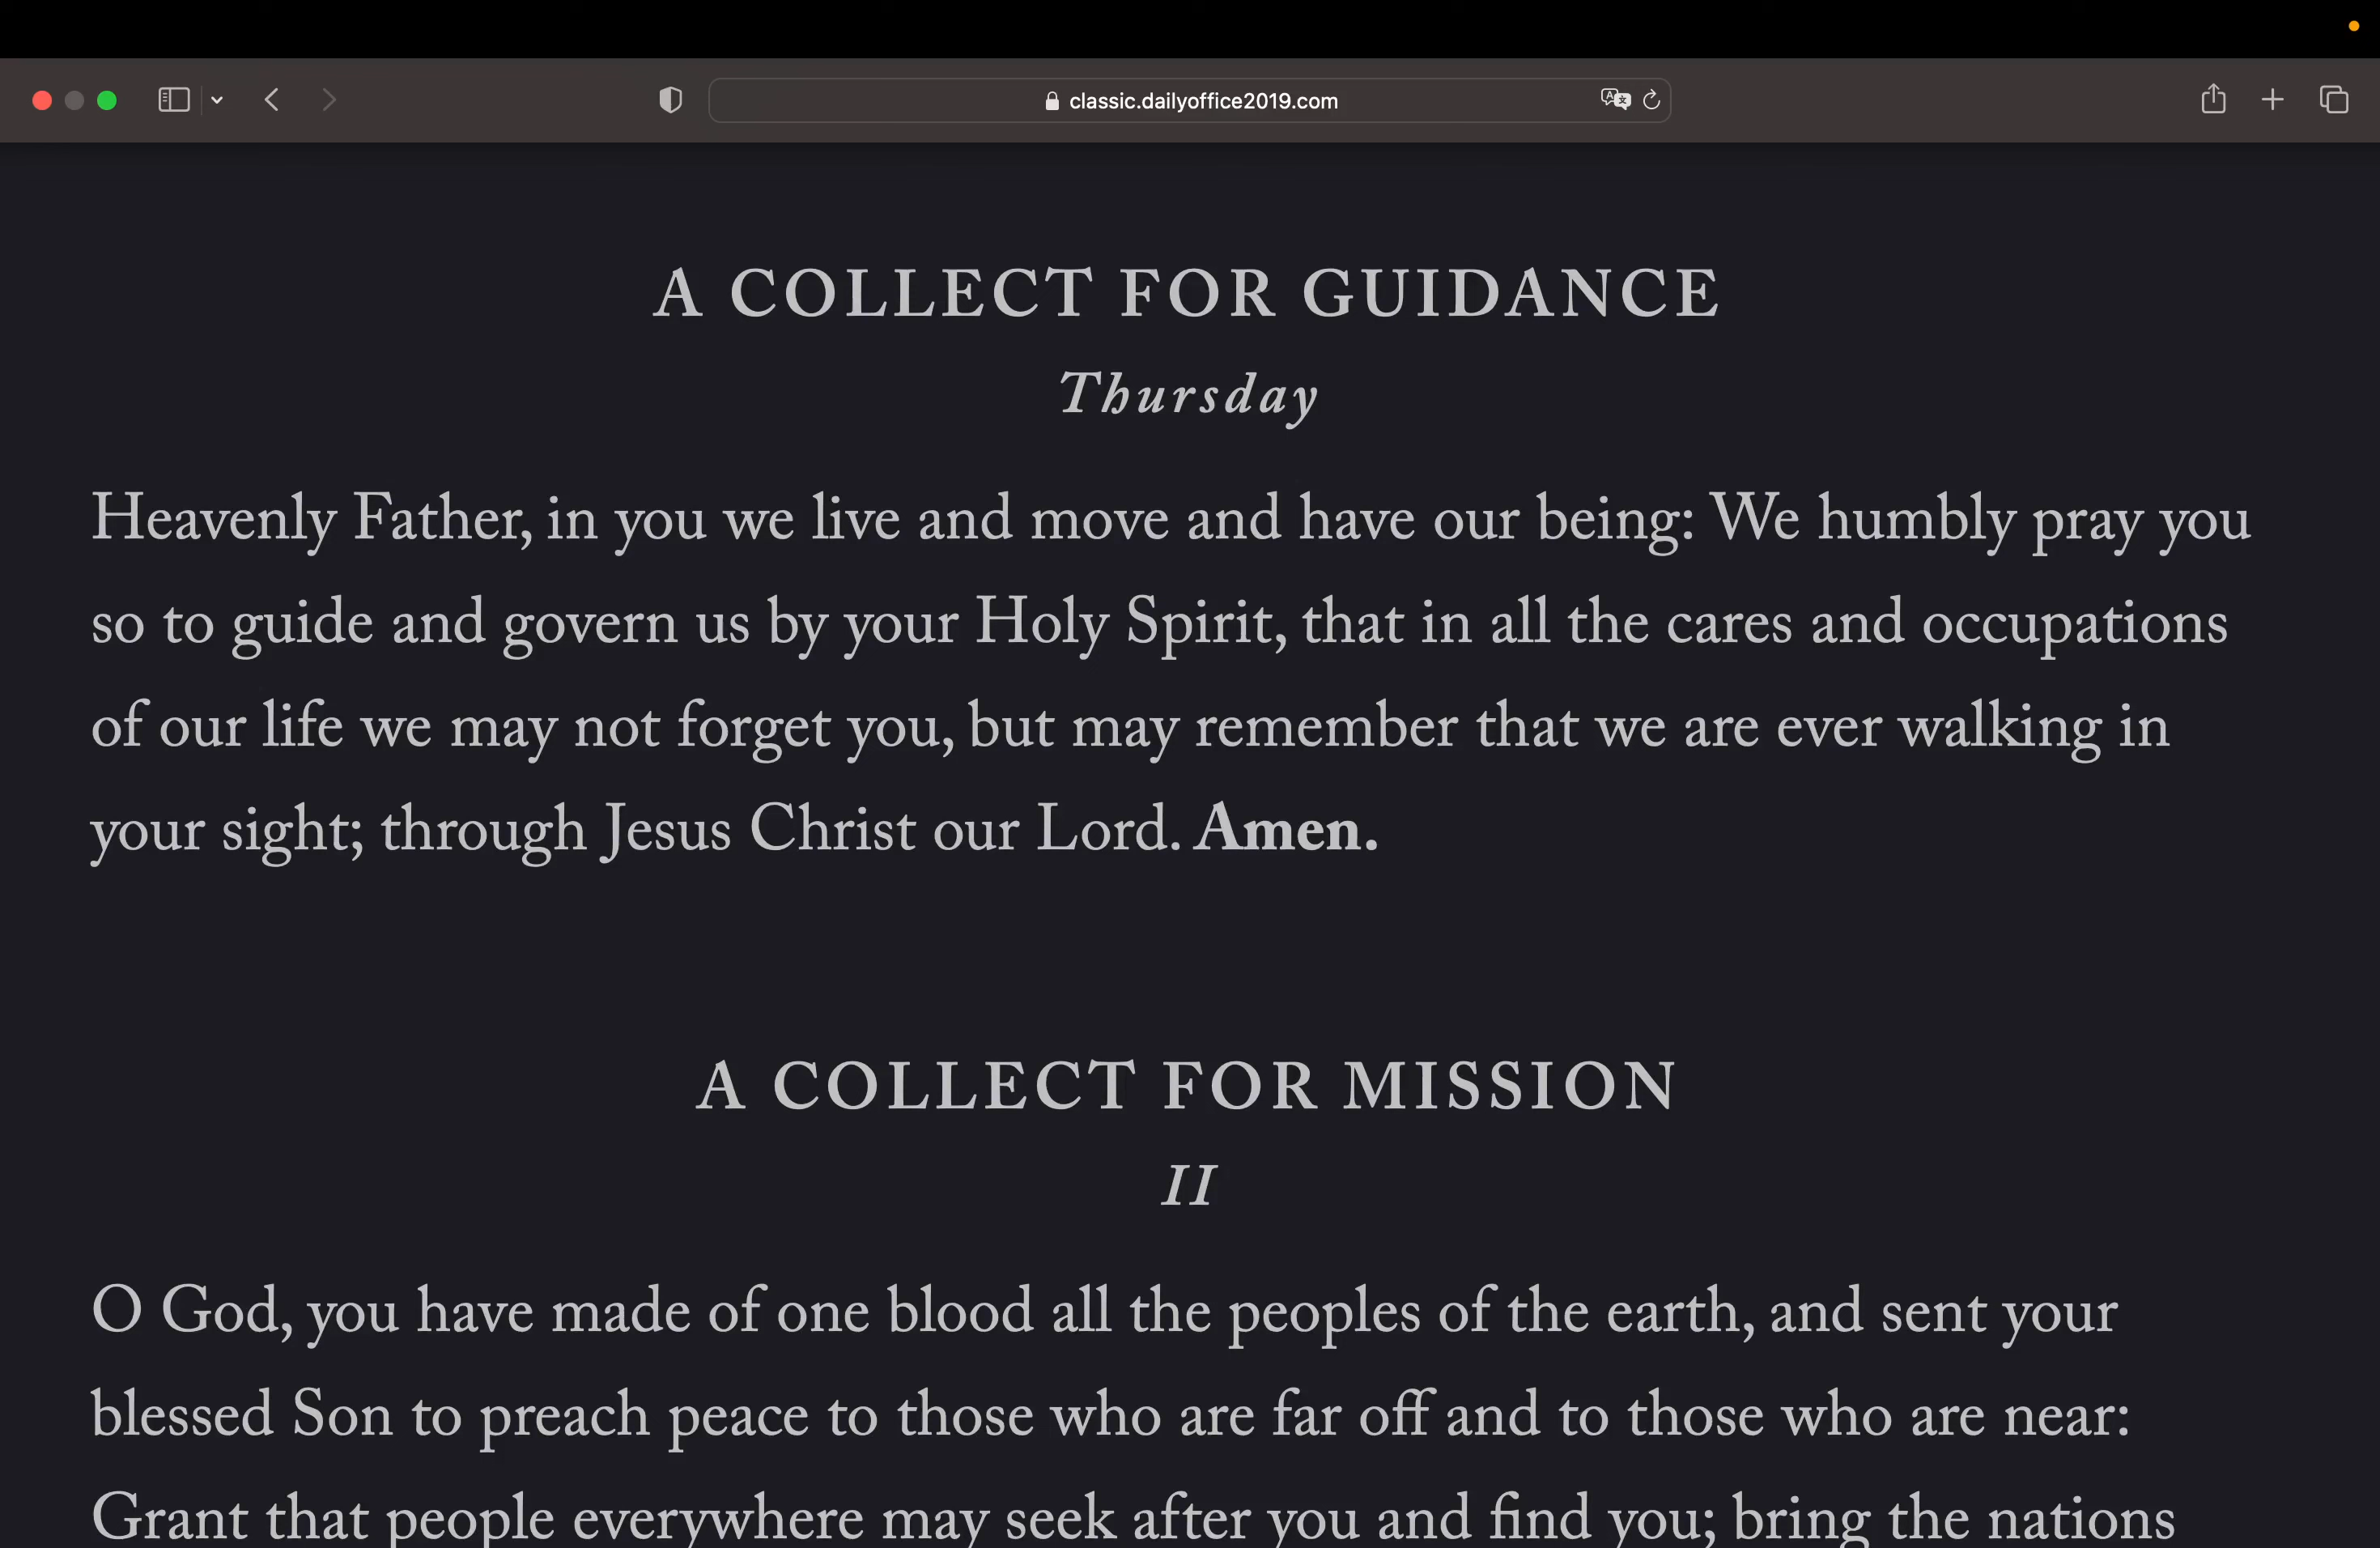 classic.dailyoffice2019.com
A COLLECT FOR GUIDANCE
Thursday
Heavenly Father, in you we live and move and have our being: We humbly pray you
so to guide and govern us by your Holy Spirit, that in all the cares and occupations
of our life we may not forget you, but may remember that we are ever walking in
your sight; through Jesus Christ our Lord. Amen.
A COLLECT FOR MISSION
II
O God, you have made of one blood all the peoples of the earth, and sent your
blessed Son to preach peace to those who are far off and to those who are near:
Grant that people everywhere may seek after you and find you; bring the nations